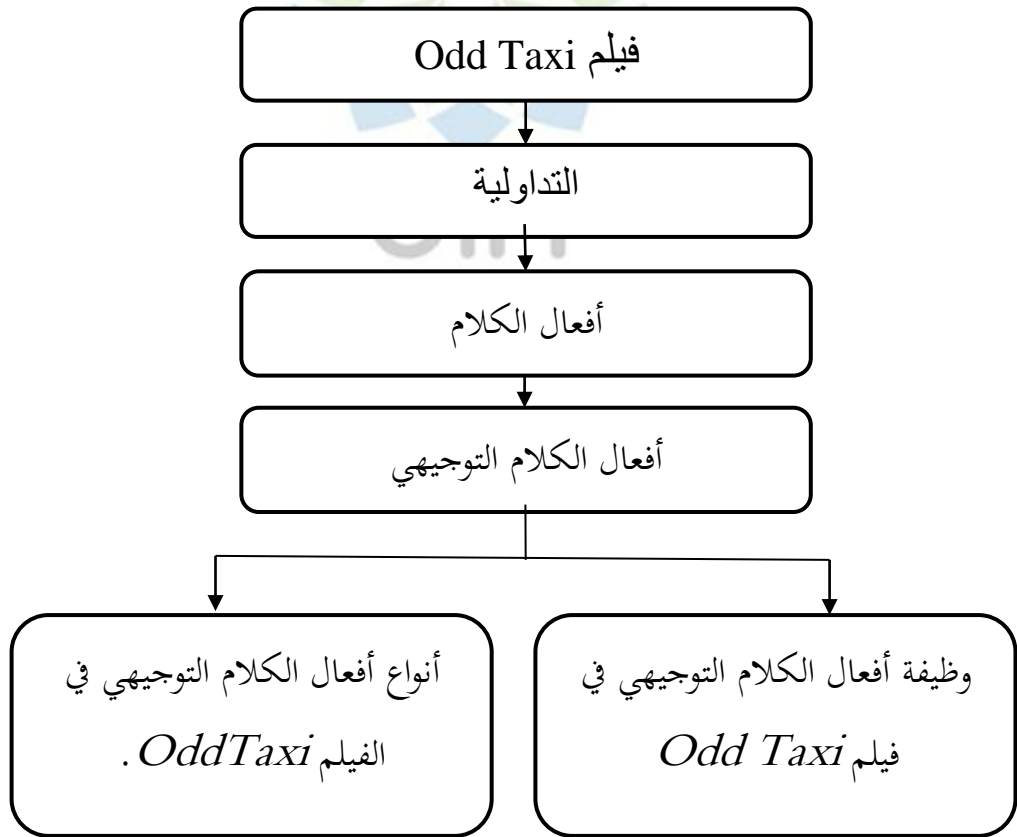 فيلم Odd Taxi
التداولية
أفعال الكلام
أفعال الكلام التوجيهي
وظيفة أفعال الكلام التوجيهي في
فيلم Odd Taxi
أنواع أفعال الكلام التوجيهي في
الفيلم OddTaxi.